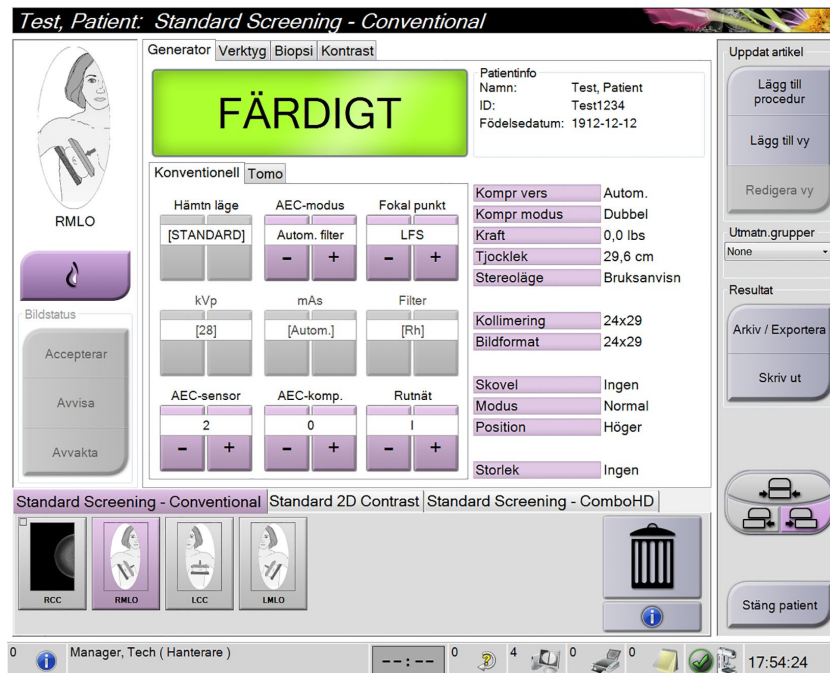 Test, Patient: Standard Screening - Conventional
Generator Verktyg Biopsi Kontrast
FÄRDIGT
Patientinfo
Namn: Test, Patient
ID: Test1234
Födelsedatum: 1912-12-12
Uppdat artikel
Lägg till
procedur
Lägg till vy
Redigera vy
RMLO
Konventionell Tomo
Hämtn läge AEC-modus Fokal punkt
[STANDARD] Autom. filter LFS
- + - +
kVp mAs Filter
[28] [Autom.] [Rh]
AEC-sensor AEC-komp. Rutnät
2 0 I
- + - + - +
Kompr vers Autom.
Kompr modus Dubbel
Kraft 0,0 lbs
Tjocklek 29,6 cm
Stereoläge Bruksanvisn
Kollimering 24x29
Bildformat 24x29
Skovel Ingen
Modus Normal
Position Höger
Storlek Ingen
Utmatn.grupper
None
Resultat
Arkiv / Exportera
Skriv ut
Bildstatus
Accepterar
Avvisa
Avvakta
Standard Screening - Conventional Standard 2D Contrast Standard Screening - ComboHD
RCC RMLO LCC LMLO
Stäng patient
0 Manager, Tech ( Hanterare ) --:-- 0 4 0 0 17:54:24